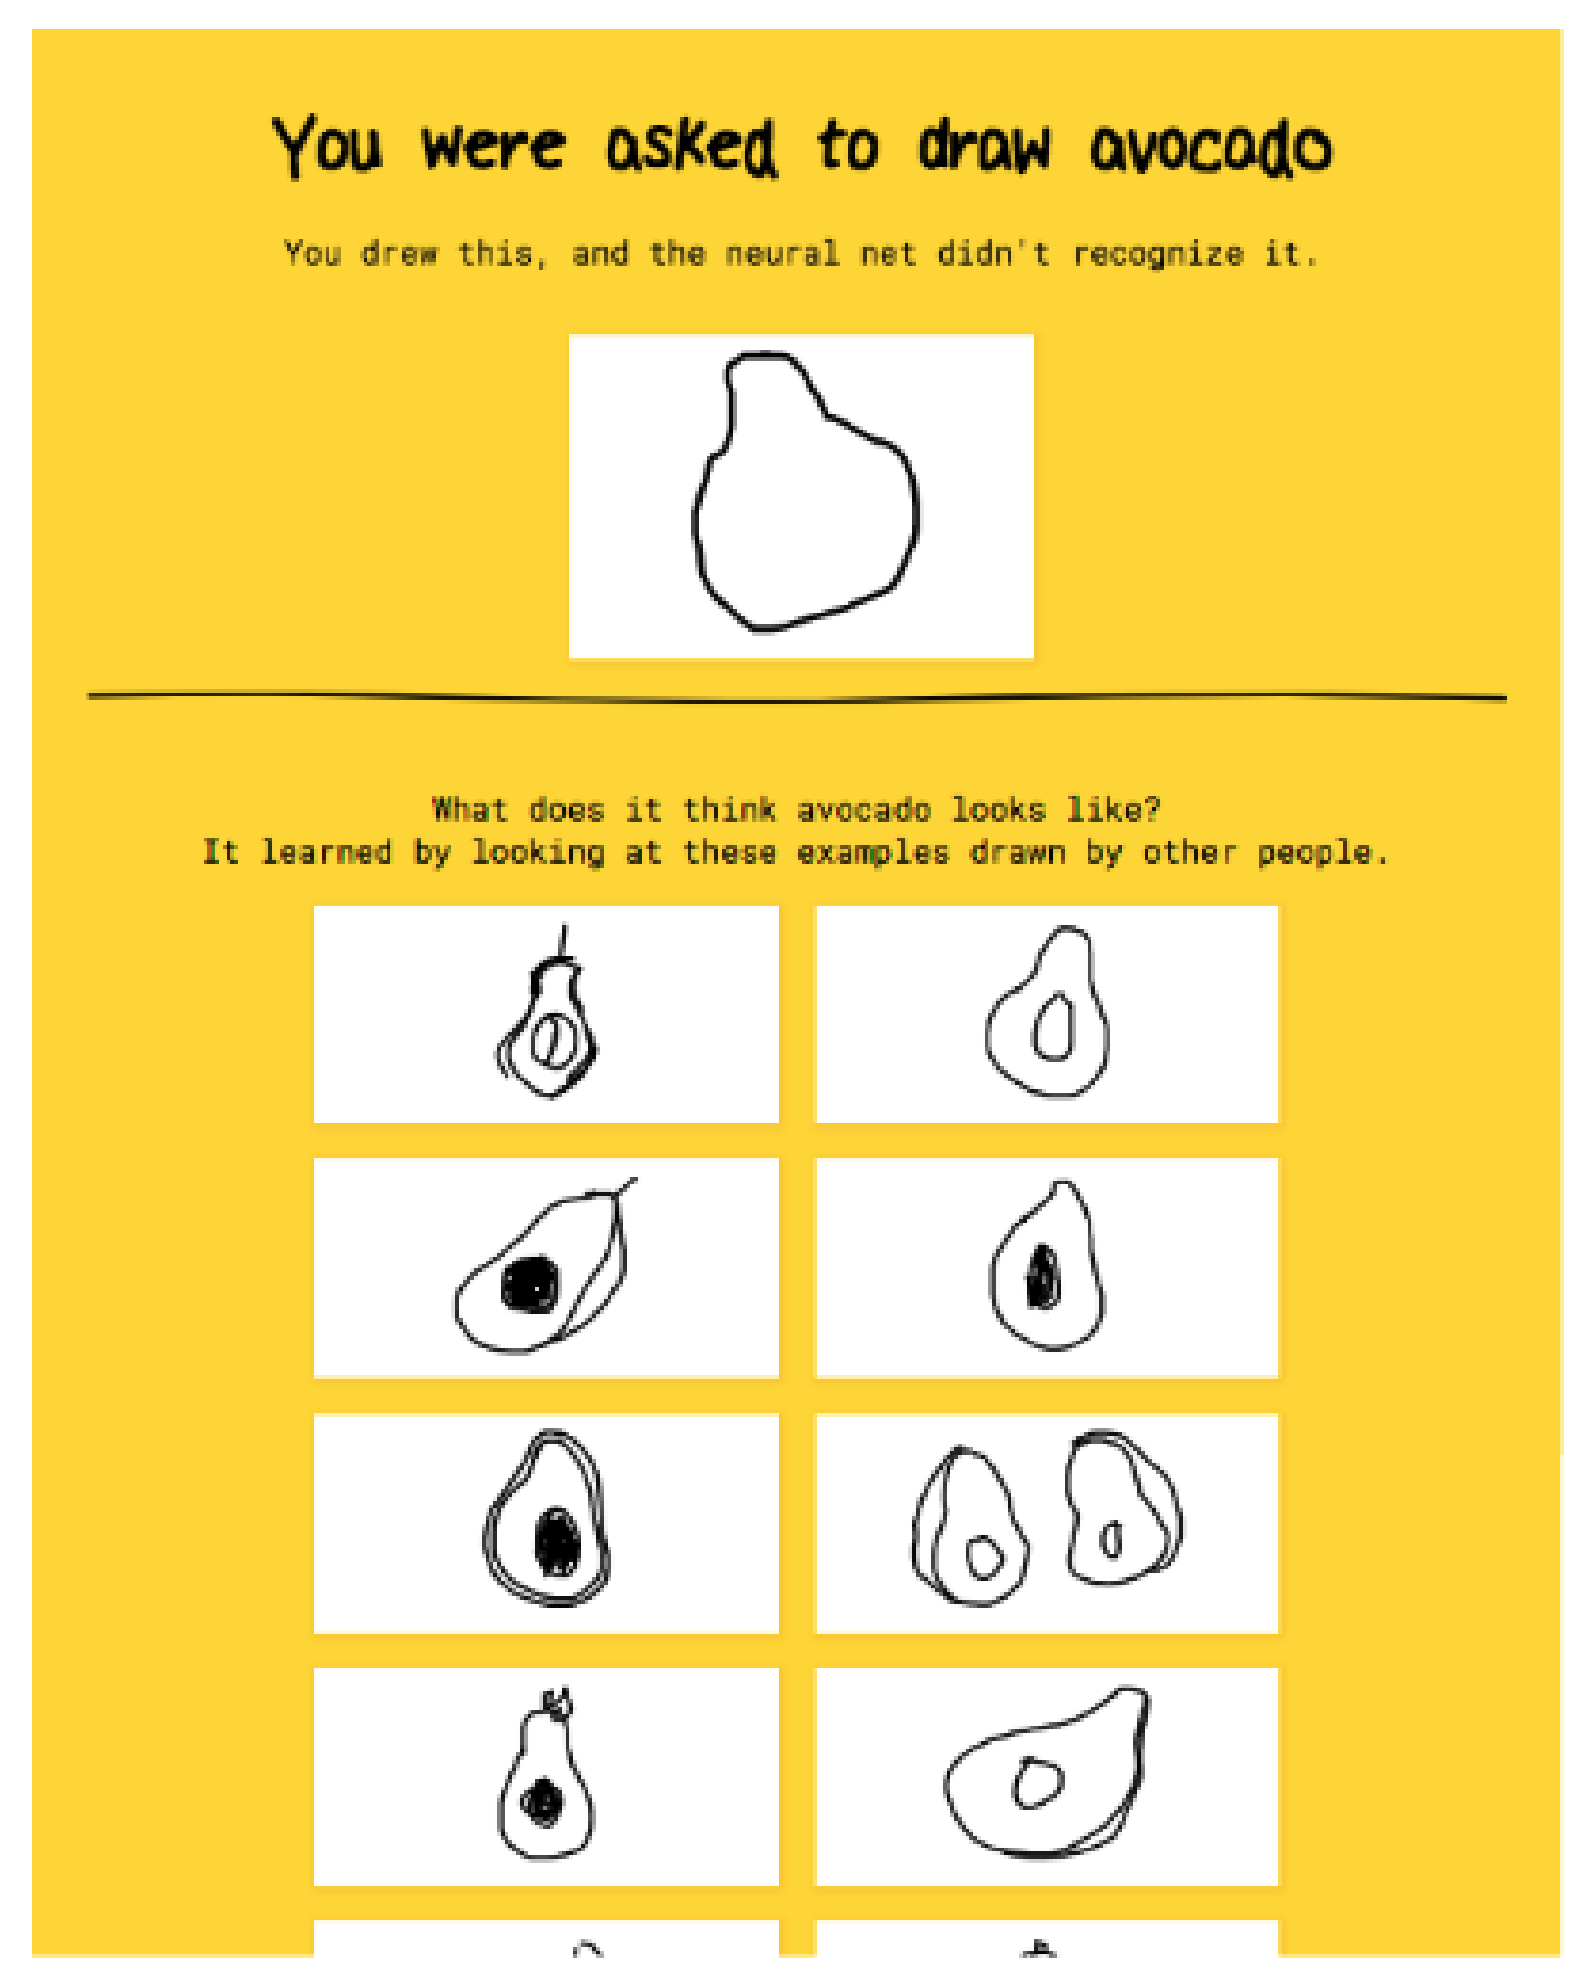 You were asked to draw avocado
You drew this, and the neural net didn't recognize it.
What does it think avocado looks like?
It learned by looking at these examples drawn by other people.